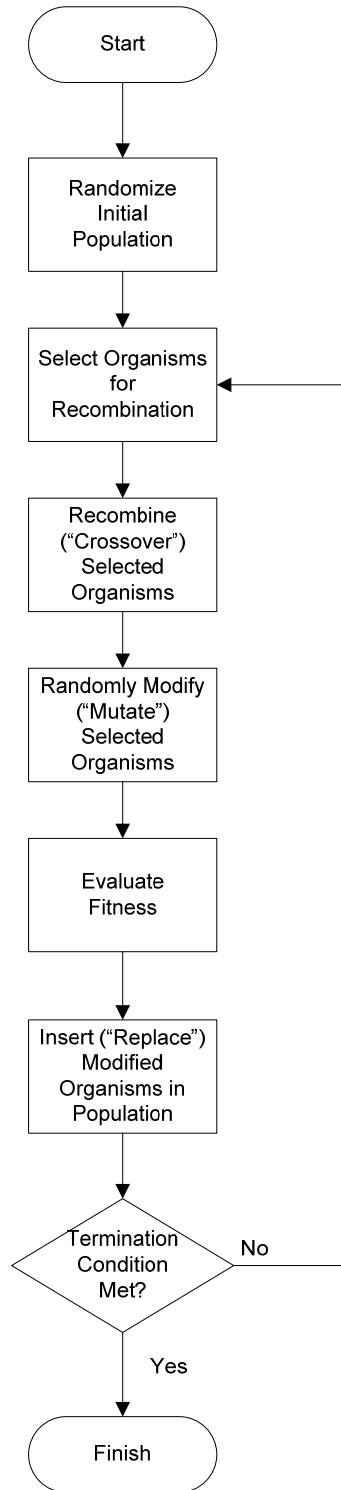 Start
Randomize
Initial
Population
Select Organisms
for
Recombination
Recombine
(“Crossover”)
Selected
Organisms
Randomly Modify
(“Mutate”)
Selected
Organisms
Evaluate
Fitness
Insert (“Replace”)
Modified
Organisms in
Population
Termination
Condition
Met?
No
Yes
Finish